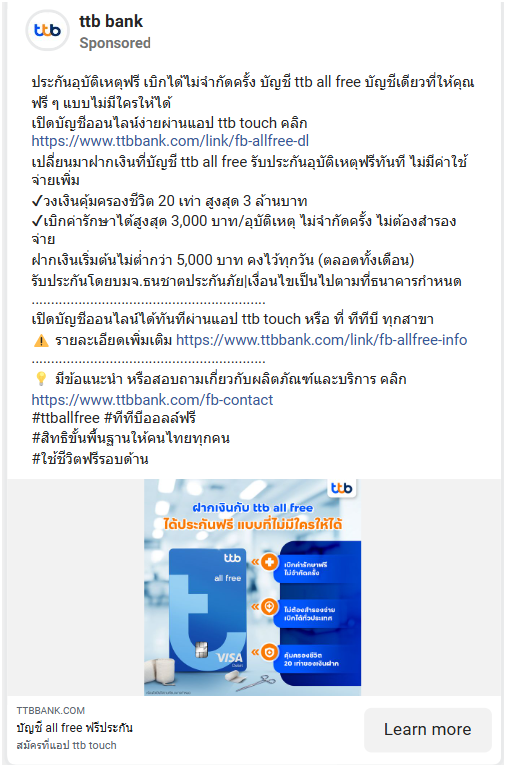 ttb
ttb bank
Sponsored
ประกันอุบัติเหตุฟรี เบิกได้ไม่จำกัดครั้ง บัญชี ttb all free บัญชีเดียวที่ให้คุณ
ฟรี ๆ แบบไม่มีใครให้ได้
เปิดบัญชีออนไลน์ง่ายผ่านแอป ttb touch คลิก
https://www.ttbbank.com/link/fb-allfree-dl
เปลี่ยนมาฝากเงินที่บัญชี ttb all free รับประกันอุบัติเหตุฟรีทันที ไม่มีค่าใช้
จ่ายเพิ่ม
✓วงเงินคุ้มครองชีวิต 20 เท่า สูงสุด 3 ล้านบาท
✓เบิกค่ารักษาได้สูงสุด 3,000 บาท/อุบัติเหตุ ไม่จำกัดครั้ง ไม่ต้องสำรอง
จ่าย
ฝากเงินเริ่มต้นไม่ต่ำกว่า 5,000 บาท คงไว้ทุกวัน (ตลอดทั้งเดือน)
รับประกันโดยบมจ.ธนชาตประกันภัย|เงื่อนไขเป็นไปตามที่ธนาคารกำหนด
............................................................
เปิดบัญชีออนไลน์ได้ทันทีผ่านแอป ttb touch หรือ ที่ ทีทีบี ทุกสาขา
⚠️ รายละเอียดเพิ่มเติม https://www.ttbbank.com/link/fb-allfree-info
............................................................
💡 มีข้อแนะนำ หรือสอบถามเกี่ยวกับผลิตภัณฑ์และบริการ คลิก
https://www.ttbbank.com/fb-contact
#ttballfree #ทีทีบีออลล์ฟรี
#สิทธิขั้นพื้นฐานให้คนไทยทุกคน
#ใช้ชีวิตฟรีรอบด้าน
ttb
ฝากเงินกับ ttb all free
ได้ประกันฟรี แบบที่ไม่มีใครให้ได้
ttb
all free
VISA
Debit
เบิกค่ารักษาฟรี
ไม่จำกัดครั้ง
ไม่ต้องสำรองจ่าย
เบิกได้ทั่วประเทศ
คุ้มครองชีวิต
20 เท่าของเงินฝาก
TTBBANK.COM
บัญชี all free ฟรีประกัน
สมัครที่แอป ttb touch
Learn more